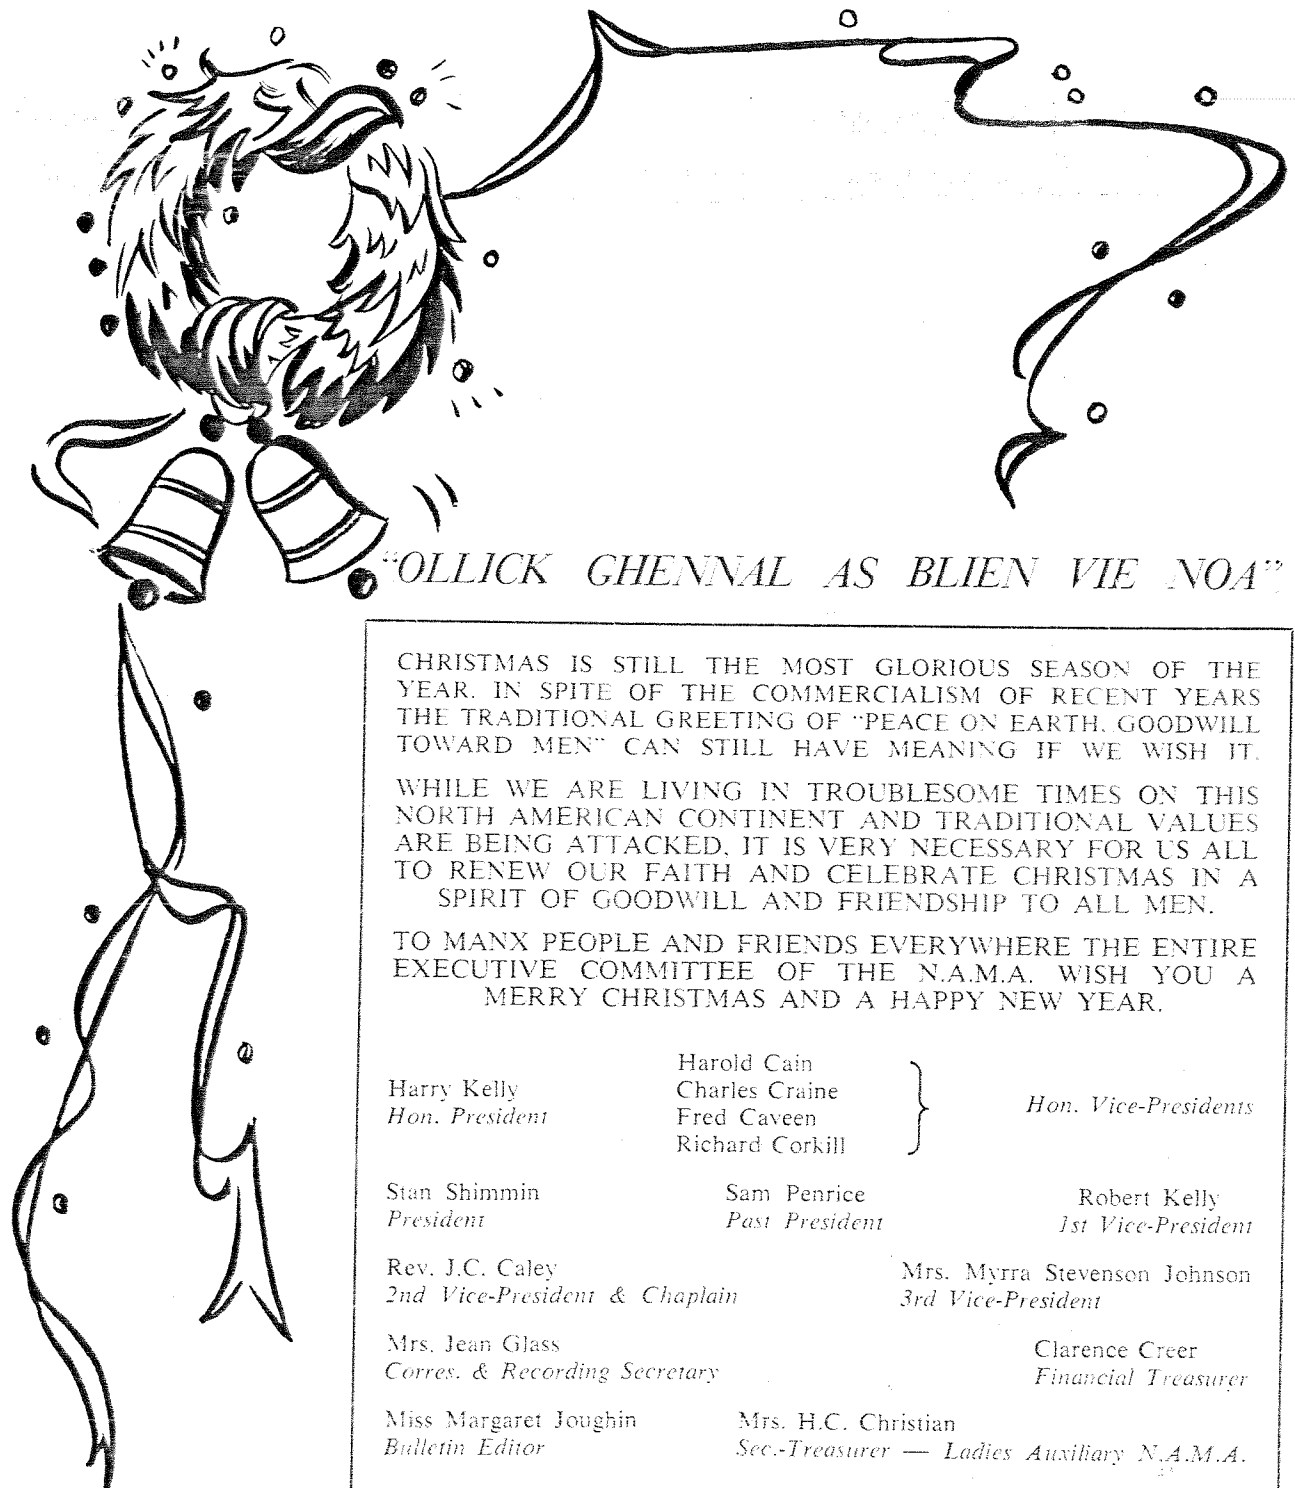 “OLLICK GHENNAL AS BLIEN VIE NOA”
CHRISTMAS IS STILL THE MOST GLORIOUS SEASON OF THE
YEAR. IN SPITE OF THE COMMERCIALISM OF RECENT YEARS
THE TRADITIONAL GREETING OF “PEACE ON EARTH, GOODWILL
TOWARD MEN” CAN STILL HAVE MEANING IF WE WISH IT.
WHILE WE ARE LIVING IN TROUBLESOME TIMES ON THIS
NORTH AMERICAN CONTINENT AND TRADITIONAL VALUES
ARE BEING ATTACKED, IT IS VERY NECESSARY FOR US ALL
TO RENEW OUR FAITH AND CELEBRATE CHRISTMAS IN A
SPIRIT OF GOODWILL AND FRIENDSHIP TO ALL MEN.
TO MANX PEOPLE AND FRIENDS EVERYWHERE THE ENTIRE
EXECUTIVE COMMITTEE OF THE N.A.M.A. WISH YOU A
MERRY CHRISTMAS AND A HAPPY NEW YEAR.
Harry Kelly
Hon. President
Harold Cain
Charles Craine
Fred Caveen
Richard Corkill
Hon. Vice-Presidents
Stan Shimmin
President
Sam Penrice
Past President
Robert Kelly
1st Vice-President
Rev. J.C. Caley
2nd Vice-President & Chaplain
Mrs. Myrra Stevenson Johnson
3rd Vice-President
Mrs. Jean Glass
Corres. & Recording Secretary
Clarence Creer
Financial Treasurer
Miss Margaret Joughin
Bulletin Editor
Mrs. H.C. Christian
Sec.-Treasurer — Ladies Auxiliary N.A.M.A.